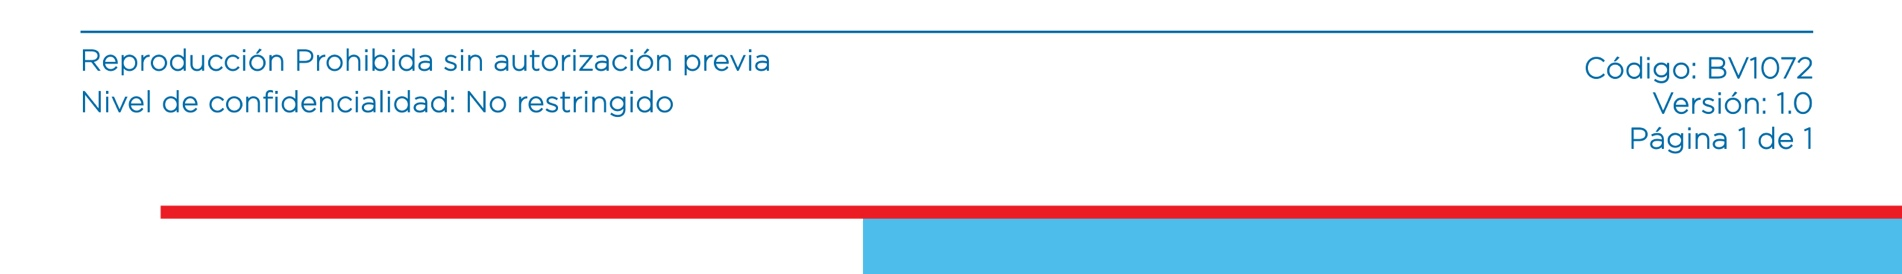 Reproducción Prohibida sin autorización previa
Nivel de confidencialidad: No restringido
Código: BV1072
Versión: 1.0
Página 1 de 1